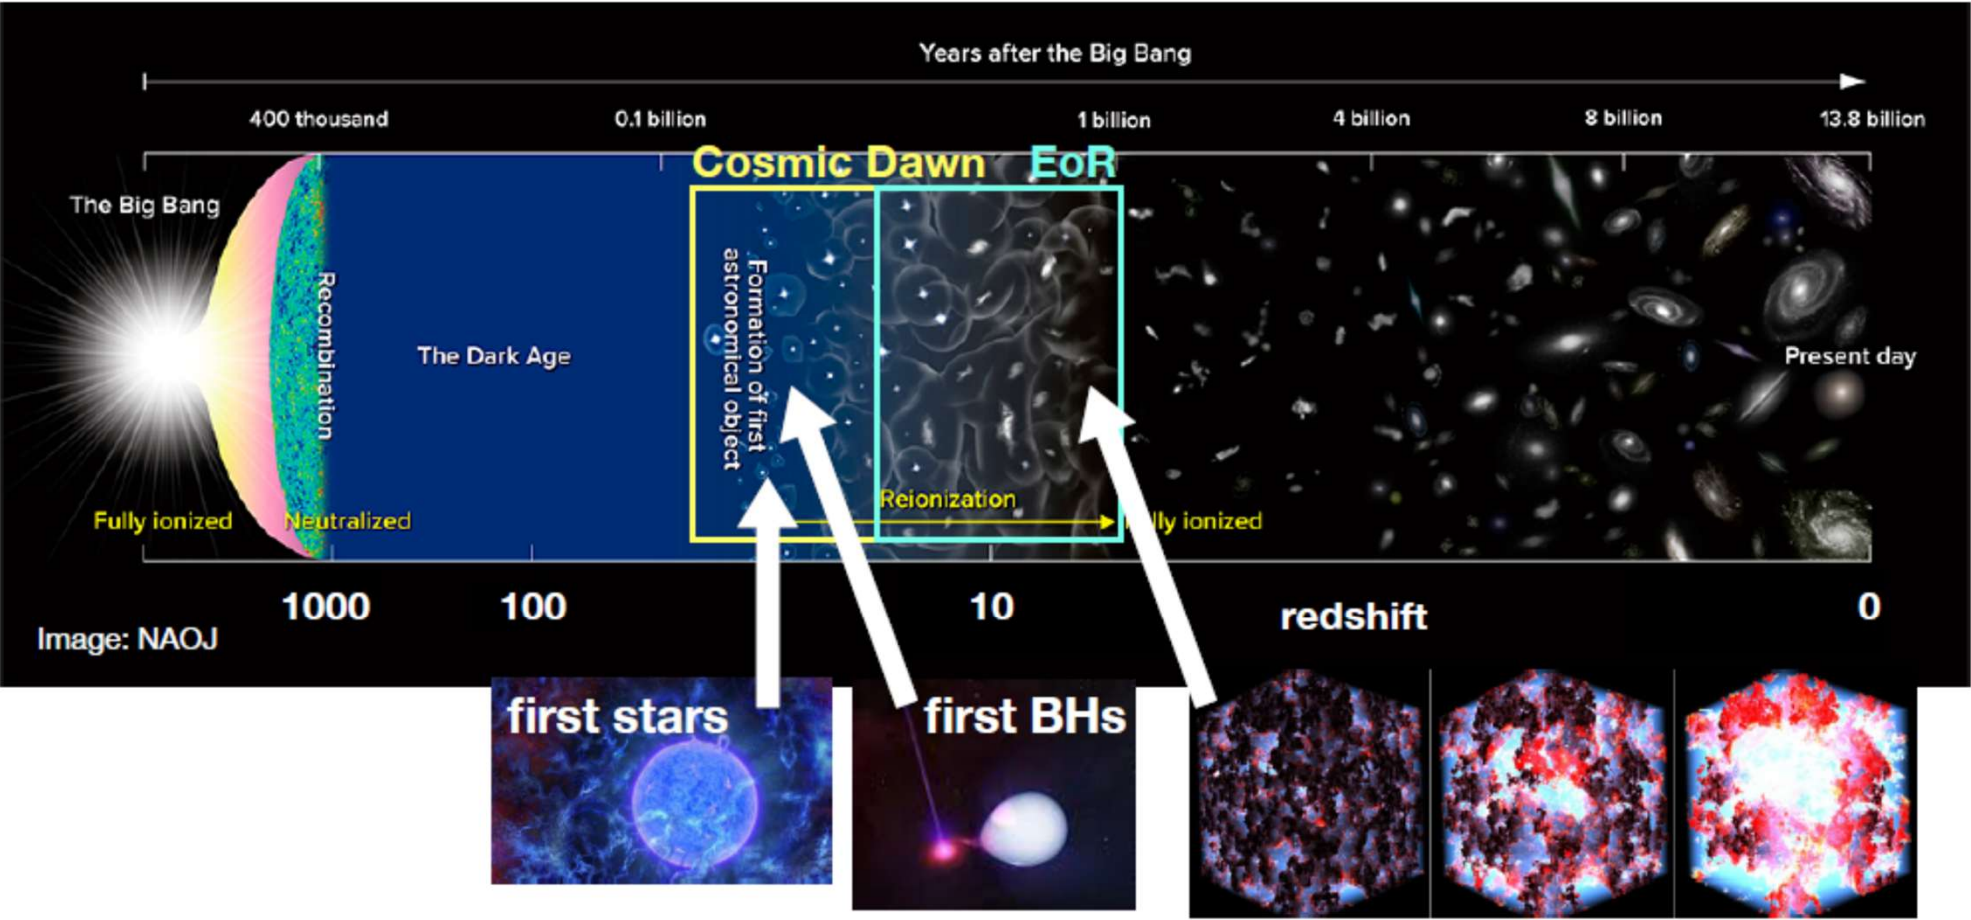 Years after the Big Bang
400 thousand
0.1 billion
1 billion
4 billion
8 billion
13.8 billion
Cosmic Dawn
EoR
The Big Bang
Recombination
The Dark Age
Formation of first
astronomical object
Present day
Reionization
Fully ionized
Neutralized
lly ionized
1000
100
10
redshift
0
Image: NAOJ
first stars
first BHs